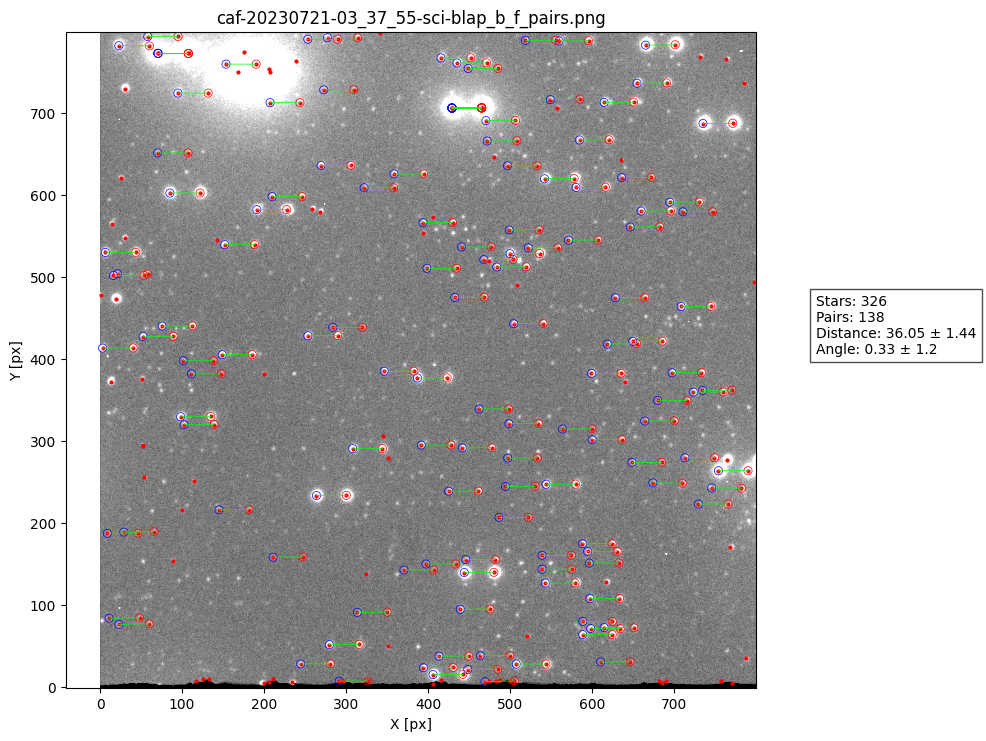 caf-20230721-03_37_55-sci-blap_b_f_pairs.png
700
600
500
400
300
200
100
0
Y [px]
0 100 200 300 400 500 600 700
X [px]
Stars: 326
Pairs: 138
Distance: 36.05 ± 1.44
Angle: 0.33 ± 1.2